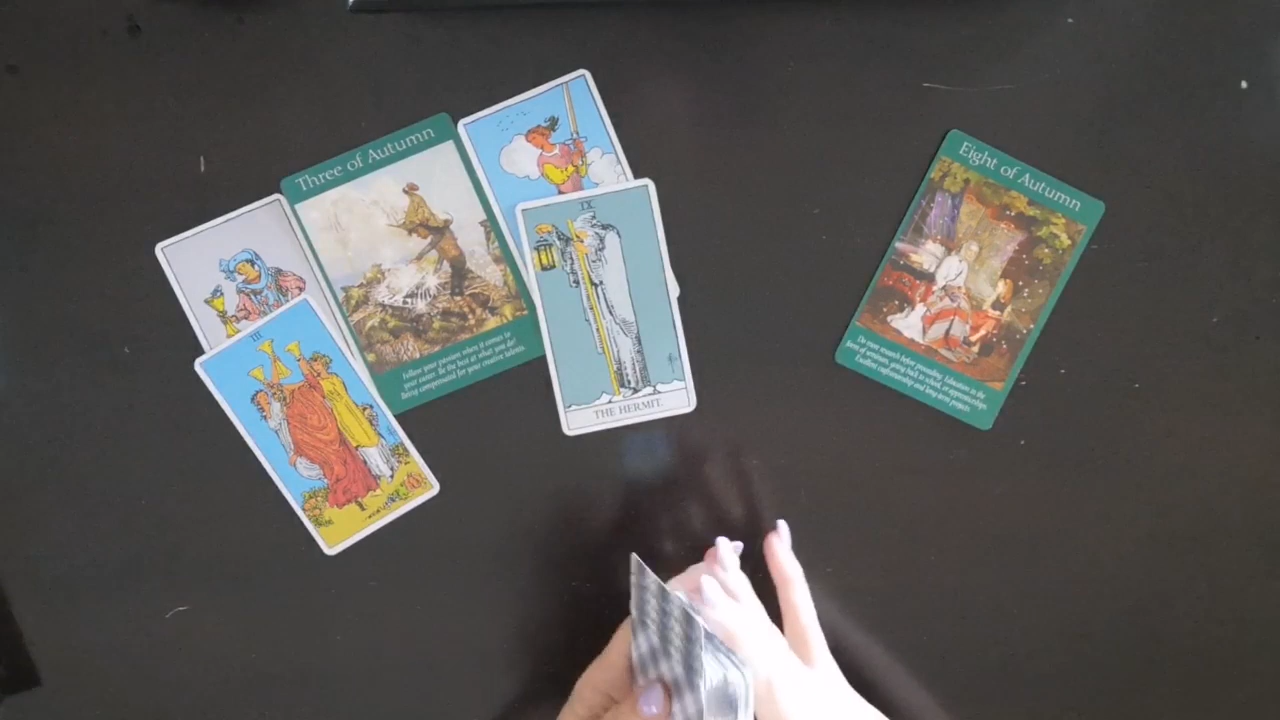 Three of Autumn
Follow your passion when it comes to
your career. Be the best at what you do!
Being compensated for your creative talents.
III
IX
THE HERMIT.
Eight of Autumn
Do more research before proceeding. Education in the
form of seminars, going back to school, or apprenticeships.
Excellent craftsmanship and long-term projects.